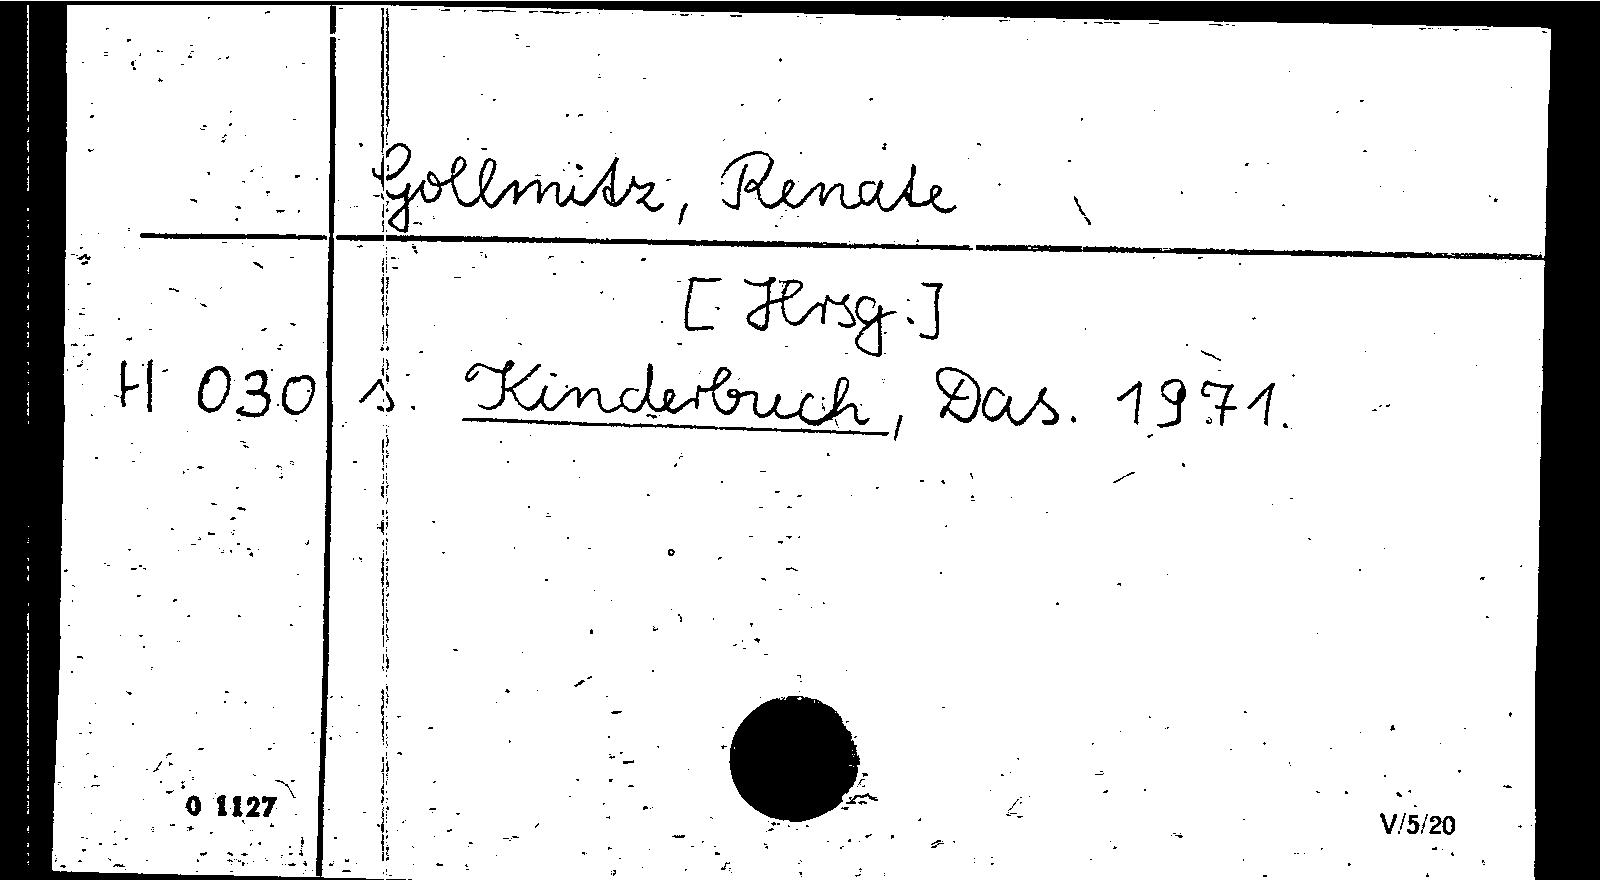 Gollmitz, Renate
[Hrsg.]
H 030 s. Kinderbuch, Das. 1971.
0 1127
V/5/20